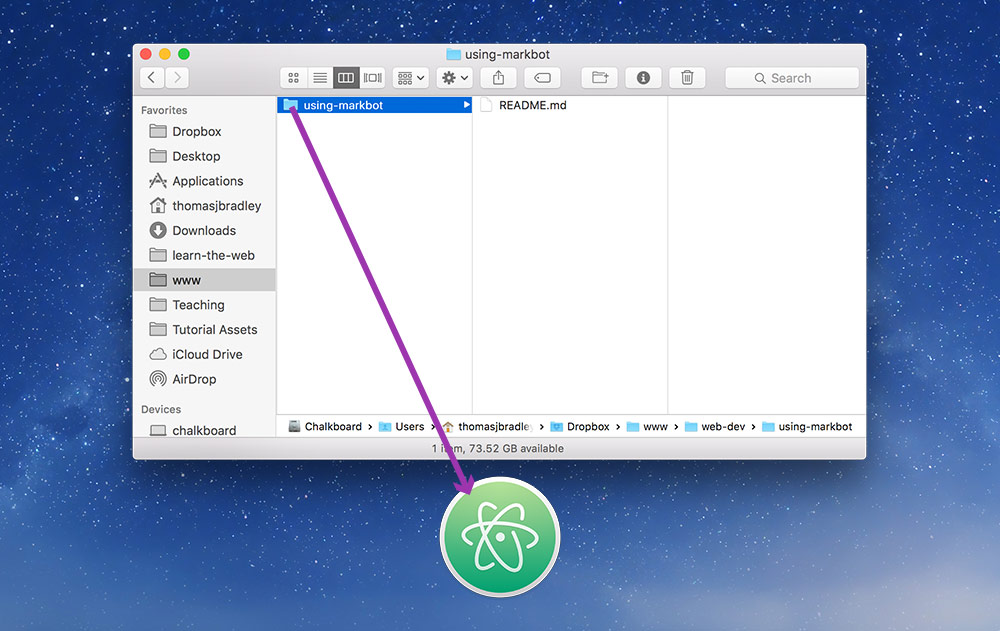 using-markbot
Search
Favorites
Dropbox
Desktop
Applications
thomasjbradley
Downloads
learn-the-web
www
Teaching
Tutorial Assets
iCloud Drive
AirDrop
Devices
chalkboard
using-markbot
README.md
Chalkboard › Users › thomasjbradley › Dropbox › www › web-dev › using-markbot
1 item, 73.52 GB available